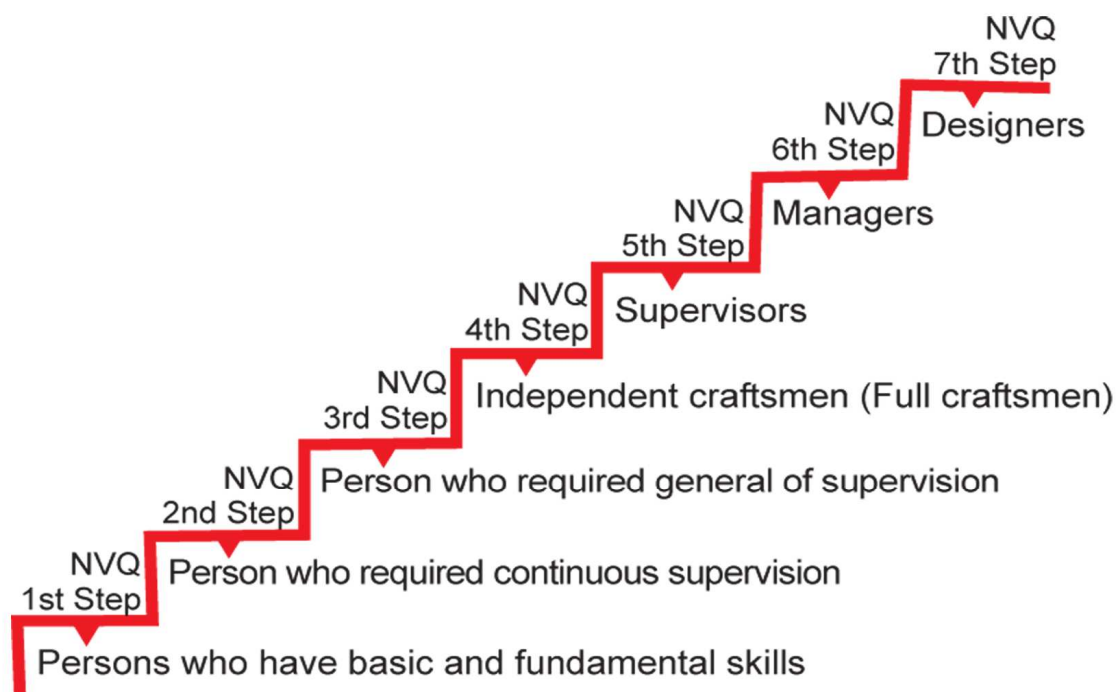 NVQ
7th Step
Designers
NVQ
6th Step
Managers
NVQ
5th Step
Supervisors
NVQ
4th Step
Independent craftsmen (Full craftsmen)
NVQ
3rd Step
Person who required general of supervision
NVQ
2nd Step
Person who required continuous supervision
NVQ
1st Step
Persons who have basic and fundamental skills